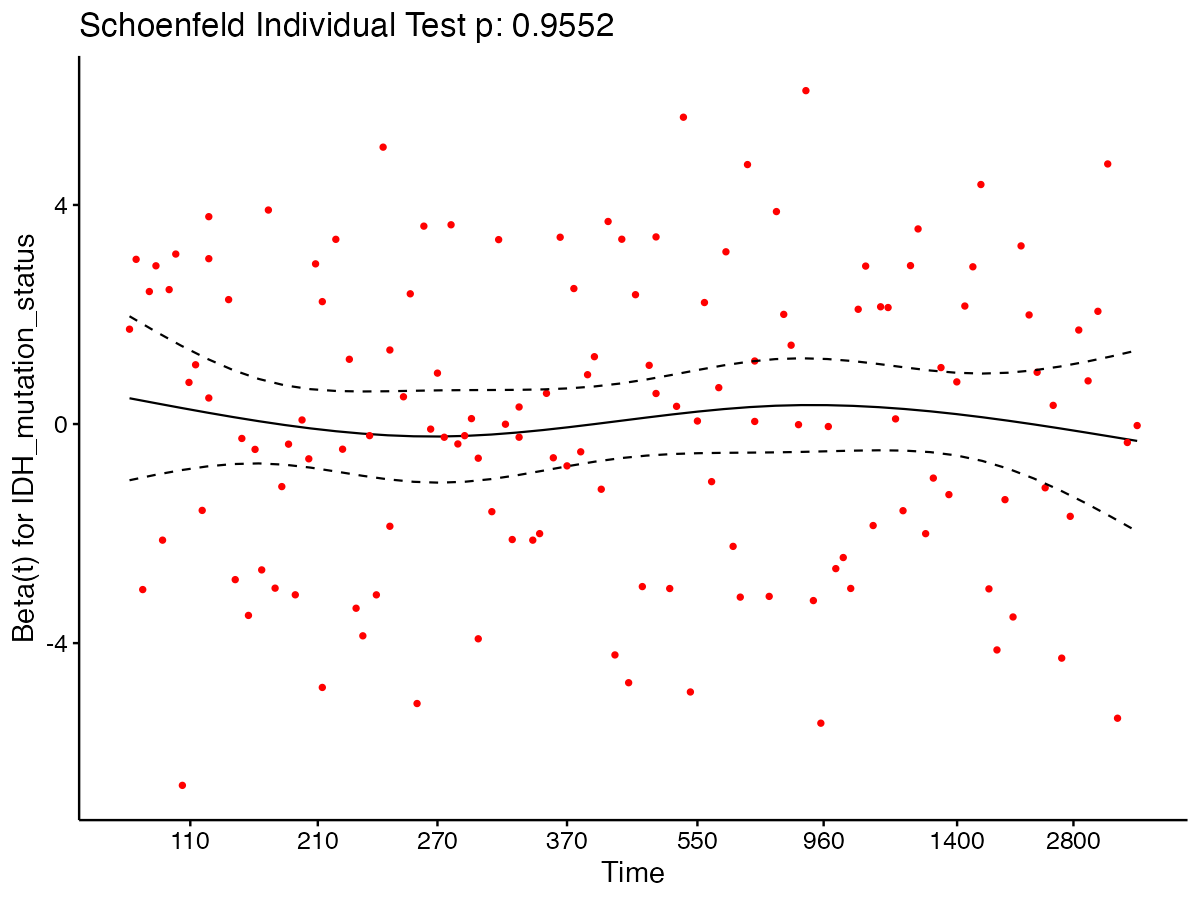 Schoenfeld Individual Test p: 0.9552
Beta(t) for IDH_mutation_status
4
0
-4
110 210 270 370 550 960 1400 2800
Time